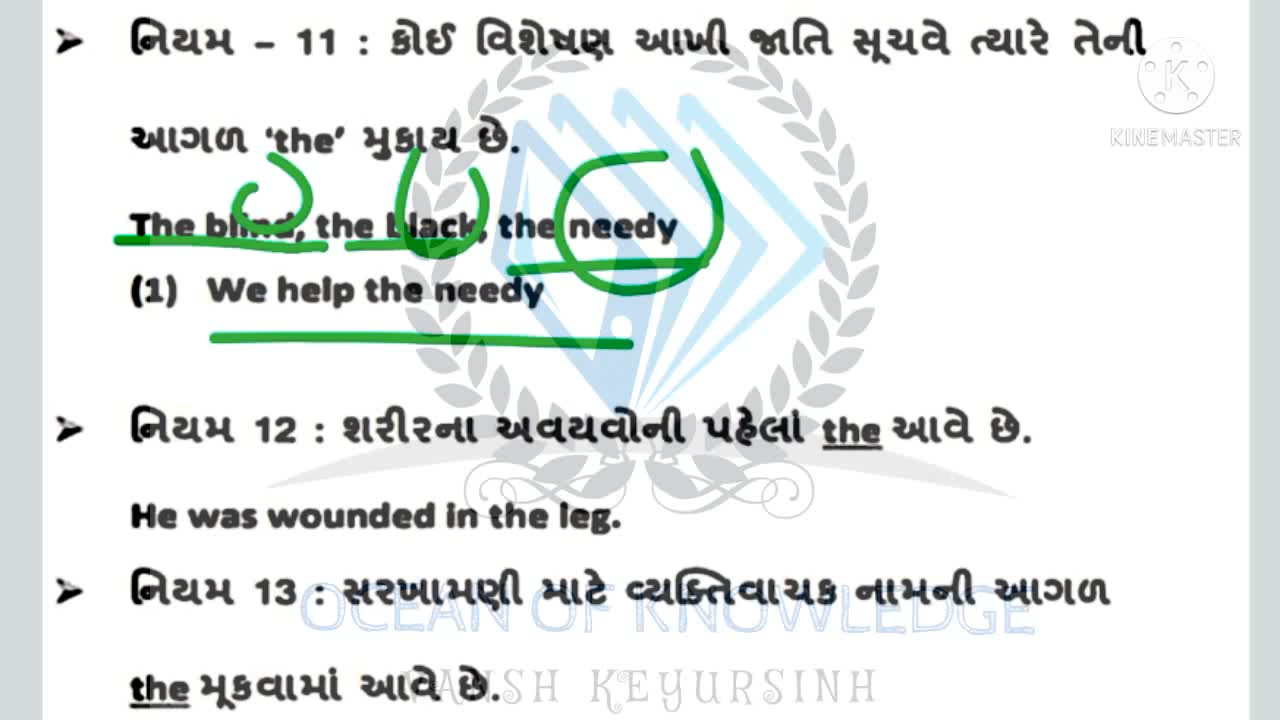 ➤ નિયમ – 11 : કોઈ વિશેષણ આખી જાતિ સૂચવે ત્યારે તેની
આગળ ‘the’ મુકાય છે.
The blind, the black, the needy
(1) We help the needy
➤ નિયમ 12 : શરીરના અવયવોની પહેલાં the આવે છે.
He was wounded in the leg.
➤ નિયમ 13 : સરખામણી માટે વ્યક્તિવાચક નામની આગળ
the મૂકવામાં આવે છે.
K
KINEMASTER
OCEAN OF KNOWLEDGE
KEYURSINH